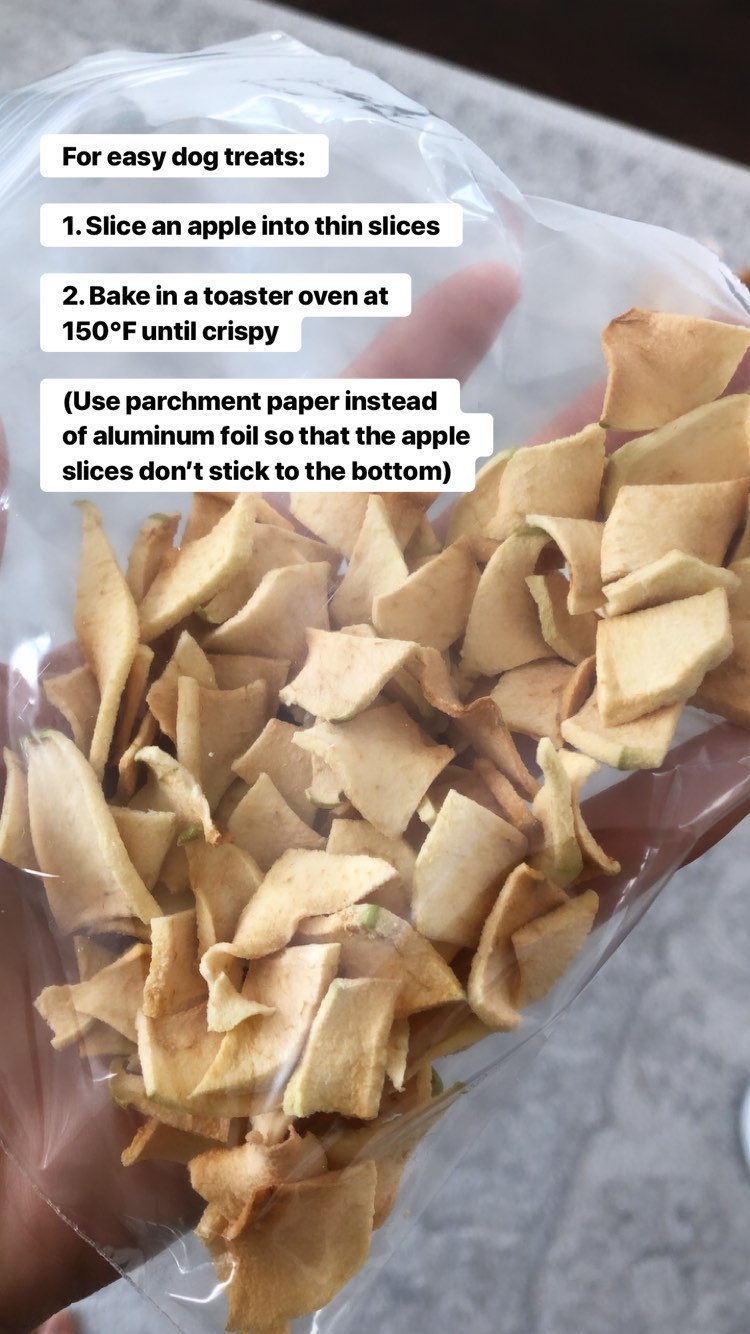 For easy dog treats:
1. Slice an apple into thin slices
2. Bake in a toaster oven at
150°F until crispy
(Use parchment paper instead
of aluminum foil so that the apple
slices don’t stick to the bottom)